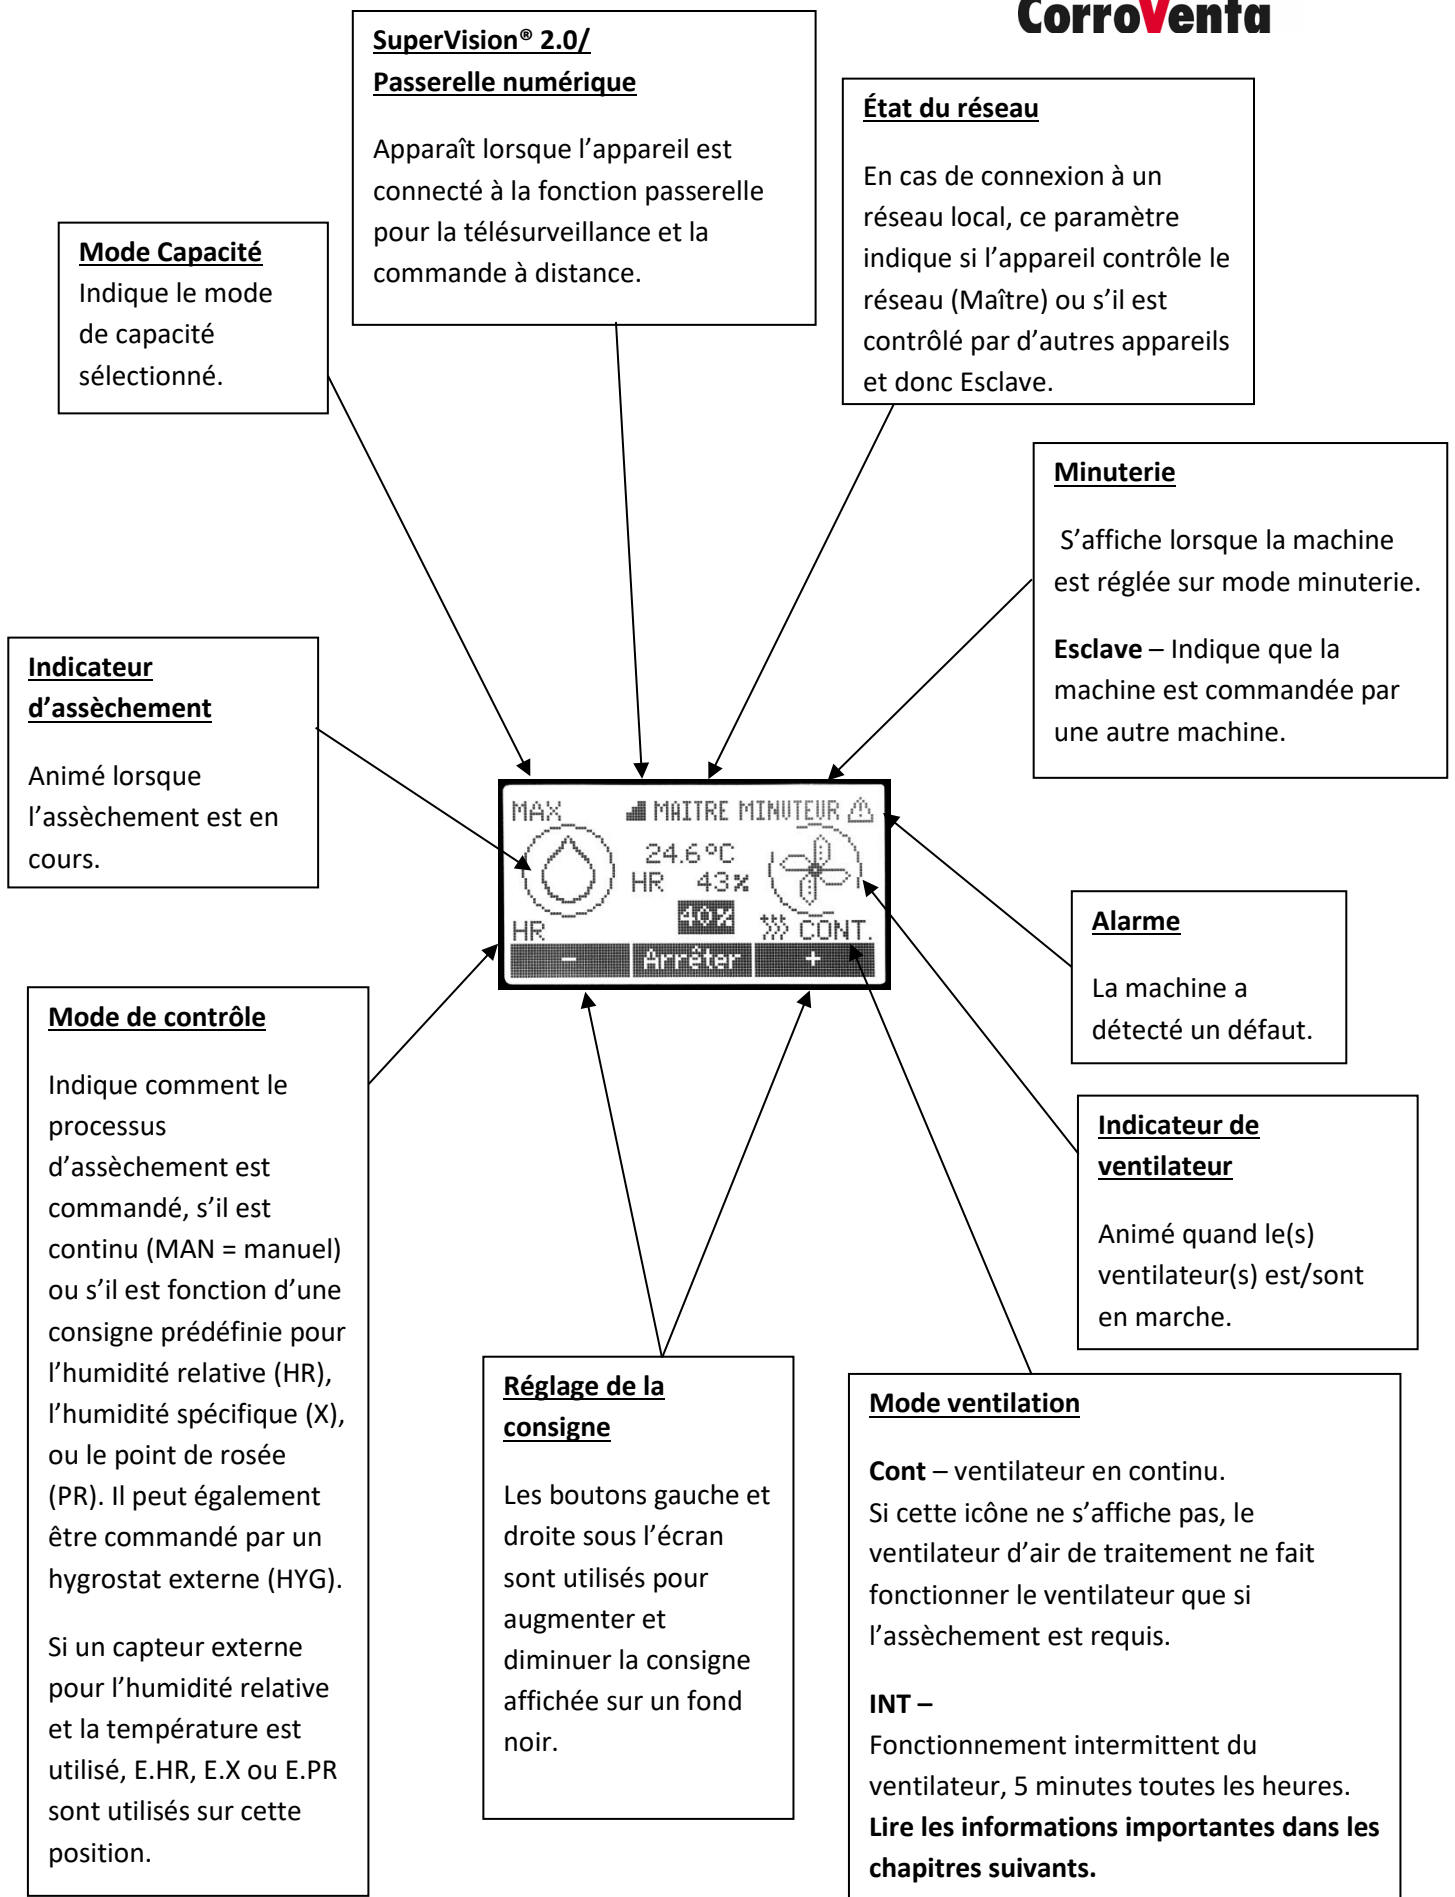 CorroVenta
SuperVision® 2.0/
Passerelle numérique
Apparaît lorsque l’appareil est
connecté à la fonction passerelle
pour la télésurveillance et la
commande à distance.
État du réseau
En cas de connexion à un
réseau local, ce paramètre
indique si l’appareil contrôle le
réseau (Maître) ou s’il est
contrôlé par d’autres appareils
et donc Esclave.
Mode Capacité
Indique le mode
de capacité
sélectionné.
Minuterie
S’affiche lorsque la machine
est réglée sur mode minuterie.
Esclave – Indique que la
machine est commandée par
une autre machine.
Indicateur
d’assèchement
Animé lorsque
l’assèchement est en
cours.
MAX MAITRE MINUTEUR
24.6°C
HR 43%
40%
HR CONT.
- Arrêter +
Alarme
La machine a
détecté un défaut.
Mode de contrôle
Indique comment le
processus
d’assèchement est
commandé, s’il est
continu (MAN = manuel)
ou s’il est fonction d’une
consigne prédéfinie pour
l’humidité relative (HR),
l’humidité spécifique (X),
ou le point de rosée
(PR). Il peut également
être commandé par un
hygrostat externe (HYG).
Si un capteur externe
pour l’humidité relative
et la température est
utilisé, E.HR, E.X ou E.PR
sont utilisés sur cette
position.
Indicateur de
ventilateur
Animé quand le(s)
ventilateur(s) est/sont
en marche.
Réglage de la
consigne
Les boutons gauche et
droite sous l’écran
sont utilisés pour
augmenter et
diminuer la consigne
affichée sur un fond
noir.
Mode ventilation
Cont – ventilateur en continu.
Si cette icône ne s’affiche pas, le
ventilateur d’air de traitement ne fait
fonctionner le ventilateur que si
l’assèchement est requis.
INT –
Fonctionnement intermittent du
ventilateur, 5 minutes toutes les heures.
Lire les informations importantes dans les
chapitres suivants.